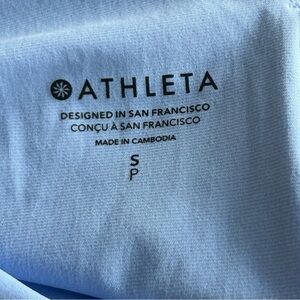 ATHLETA
DESIGNED IN SAN FRANCISCO
CONÇU À SAN FRANCISCO
MADE IN CAMBODIA
S
P